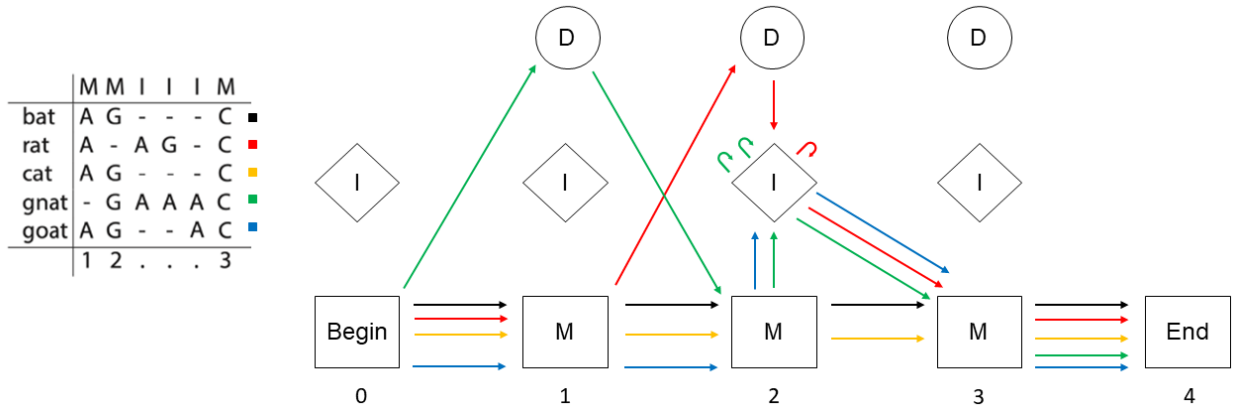 M M I I I M
bat A G - - - C
rat A - A G - C
cat A G - - - C
gnat - G A A A C
goat A G - - A C
1 2 . . . 3
D D D
I I I I
Begin M M M End
0 1 2 3 4